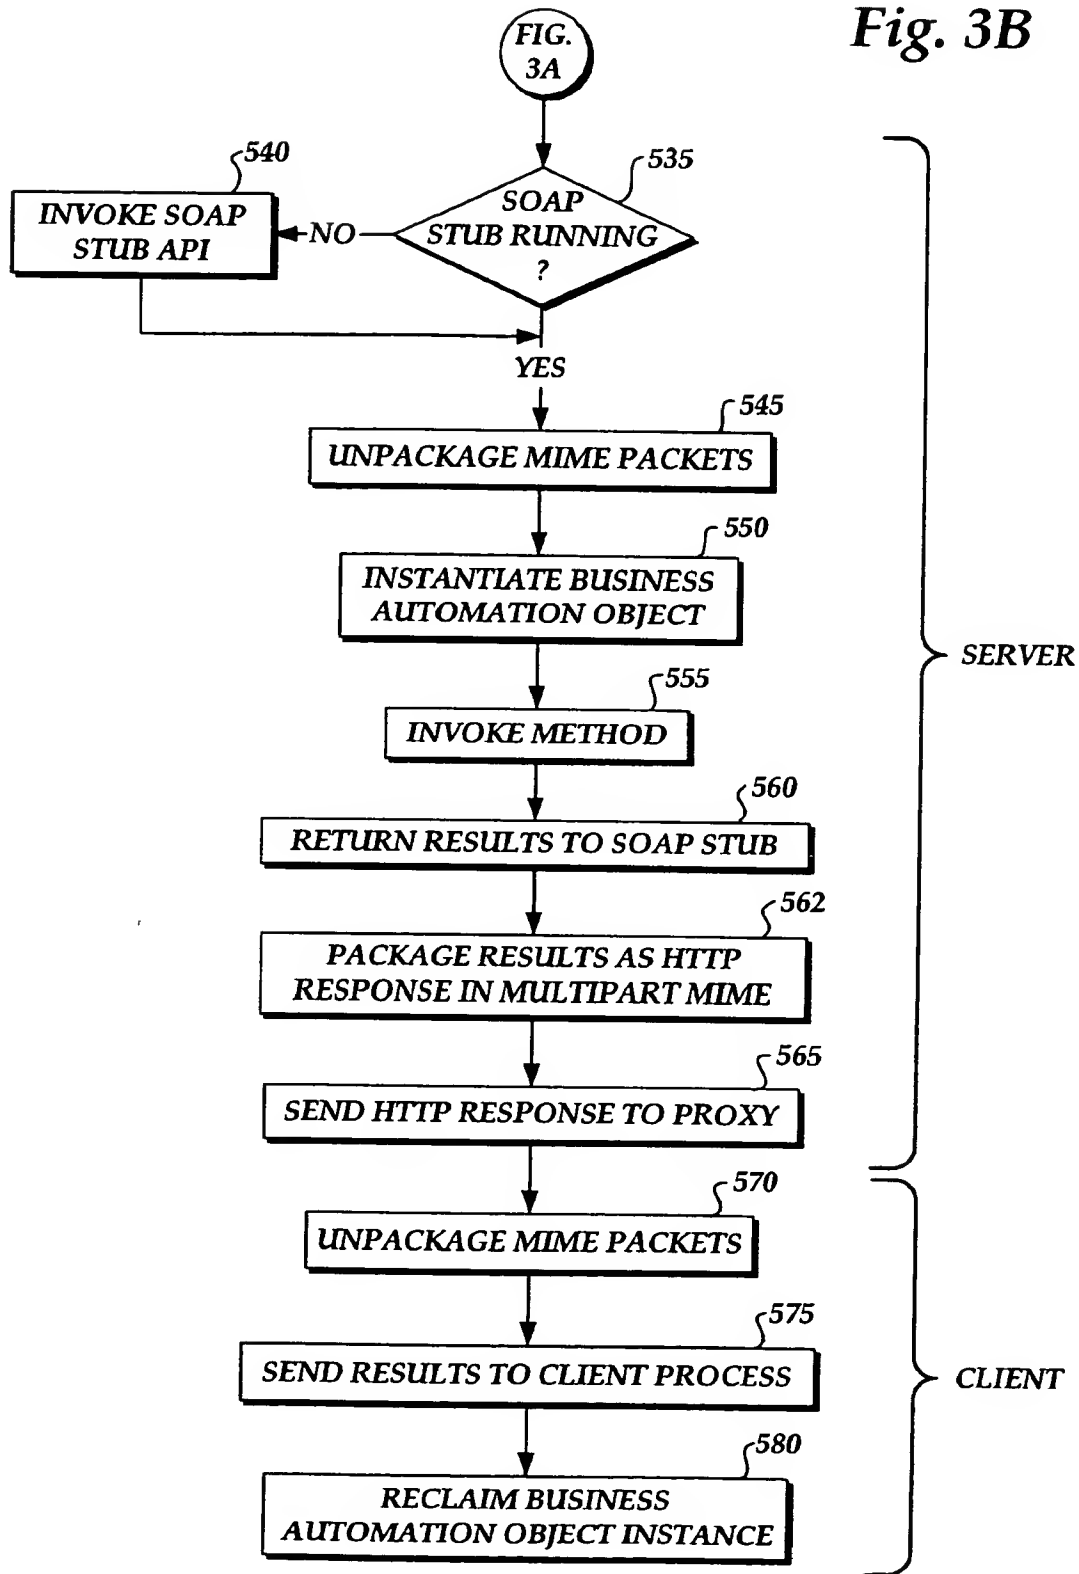 Fig. 3B
FIG.
3A
540
535
INVOKE SOAP
STUB API
NO
SOAP
STUB RUNNING
?
YES
545
UNPACKAGE MIME PACKETS
550
INSTANTIATE BUSINESS
AUTOMATION OBJECT
SERVER
555
INVOKE METHOD
560
RETURN RESULTS TO SOAP STUB
562
PACKAGE RESULTS AS HTTP
RESPONSE IN MULTIPART MIME
565
SEND HTTP RESPONSE TO PROXY
570
UNPACKAGE MIME PACKETS
575
SEND RESULTS TO CLIENT PROCESS
CLIENT
580
RECLAIM BUSINESS
AUTOMATION OBJECT INSTANCE